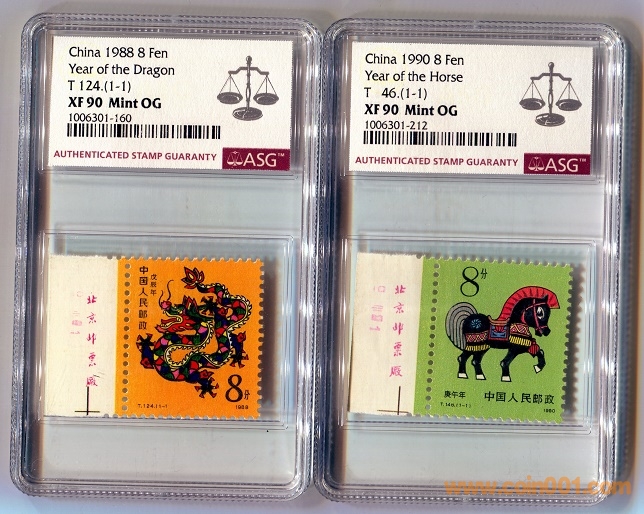 China 1988 8 Fen
Year of the Dragon
T 124.(1-1)
XF 90 Mint OG
1006301-160
AUTHENTICATED STAMP GUARANTY ASG™
戊辰年
中国人民邮政
8分
T.124.(1-1)
1988
北京邮票厂
China 1990 8 Fen
Year of the Horse
T 46.(1-1)
XF 90 Mint OG
1006301-212
AUTHENTICATED STAMP GUARANTY ASG™
8分
庚午年
中国人民邮政
T.146.(1-1)
1990
北京邮票厂
www.coin001.com